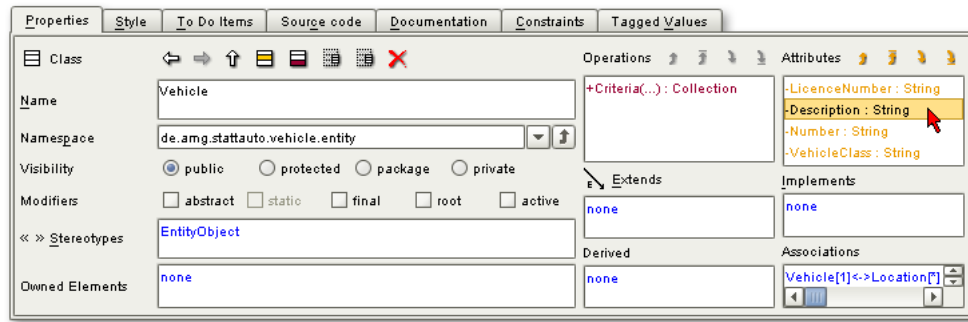 Properties Style To Do Items Source code Documentation Constraints Tagged Values
Class
Name
Vehicle
Namespace
de.amg.stattauto.vehicle.entity
Visibility
public protected package private
Modifiers
abstract static final root active
« » Stereotypes
EntityObject
Owned Elements
none
Operations
+Criteria(...) : Collection
E Extends
none
Derived
none
Attributes
-LicenceNumber : String
-Description : String
-Number : String
-VehicleClass : String
Implements
none
Associations
Vehicle[1]<->Location[*]